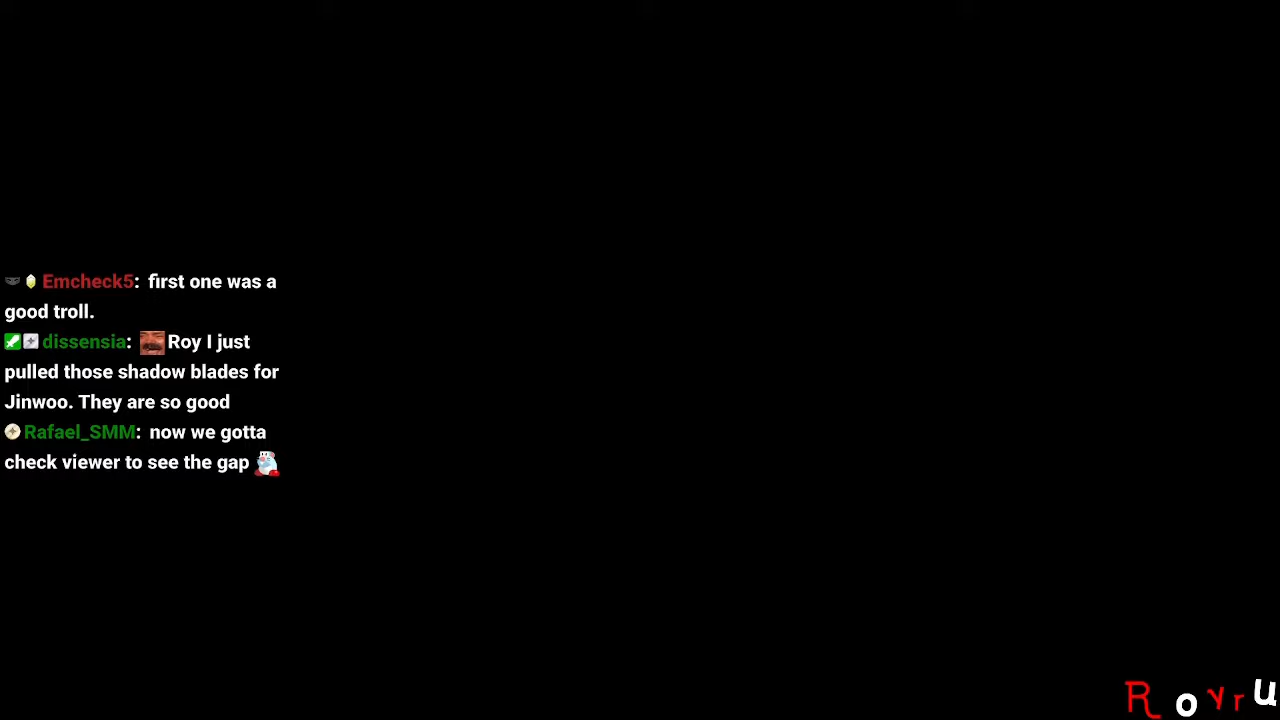 Emcheck5: first one was a
good troll.
dissensia: Roy I just
pulled those shadow blades for
Jinwoo. They are so good
Rafael_SMM: now we gotta
check viewer to see the gap
Royru